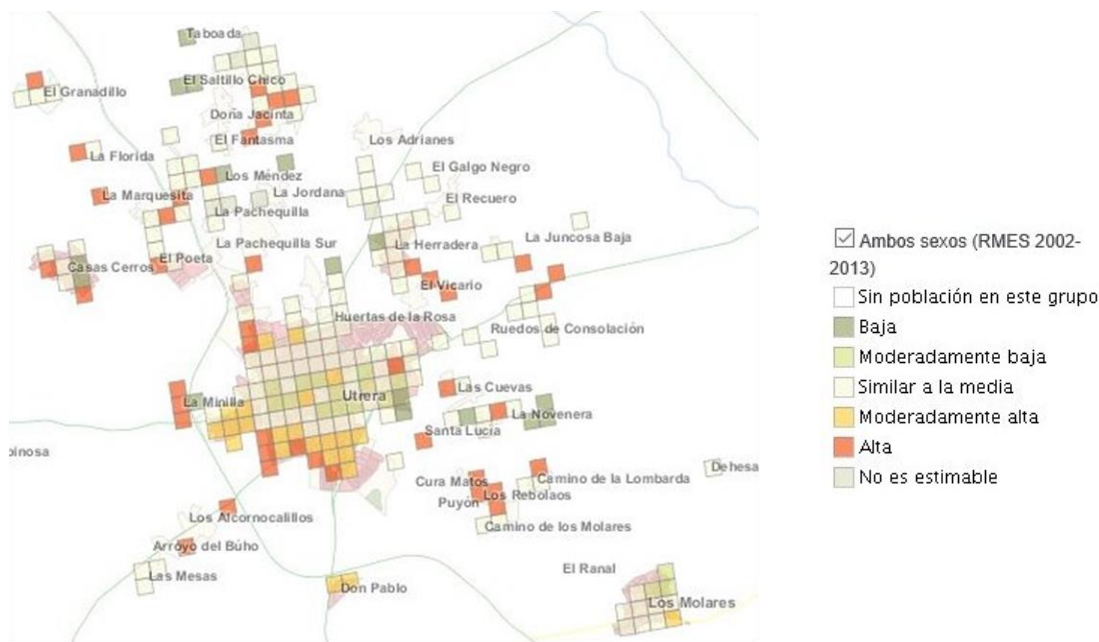 Taboada
El Saltillo Chico
El Granadillo
Doña Jacinta
El Fantasma
Los Adrianes
La Florida
El Galgo Negro
Los Méndez
La Marquesita
La Jordana
El Recuero
La Pachequilla
La Pachequilla Sur
La Herradera
La Juncosa Baja
El Poeta
Casas Cerros
El Vicario
Huertas de la Rosa
Ruedos de Consolación
Las Cuevas
La Minilla
Utrera
La Novenera
Santa Lucía
pinosa
Dehesa
Cura Matos
Camino de la Lombarda
Puyón
Los Rebolaos
Los Alcornocalillos
Camino de los Molares
Arroyo del Búho
Las Mesas
El Ranal
Don Pablo
Los Molares
Ambos sexos (RMES 2002-
2013)
Sin población en este grupo
Baja
Moderadamente baja
Similar a la media
Moderadamente alta
Alta
No es estimable